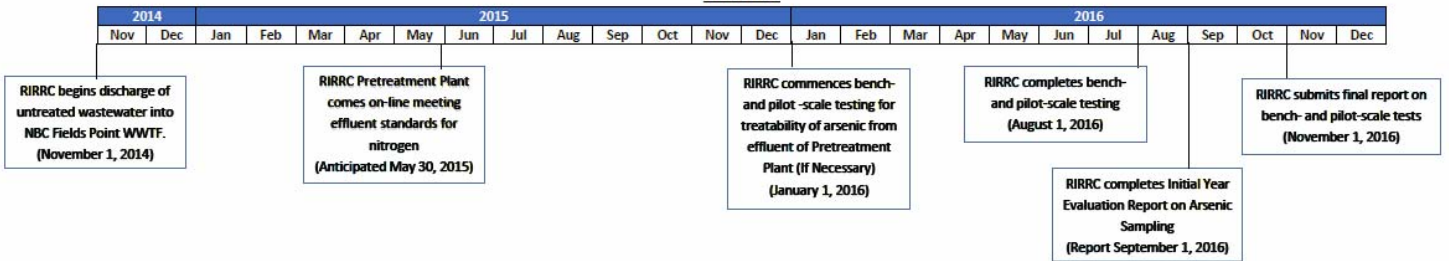 2014 2015 2016
Nov Dec Jan Feb Mar Apr May Jun Jul Aug Sep Oct Nov Dec Jan Feb Mar Apr May Jun Jul Aug Sep Oct Nov Dec
RIRRC begins discharge of
untreated wastewater into
NBC Fields Point WWTF.
(November 1, 2014)
RIRRC Pretreatment Plant
comes on-line meeting
effluent standards for
nitrogen
(Anticipated May 30, 2015)
RIRRC commences bench-
and pilot -scale testing for
treatability of arsenic from
effluent of Pretreatment
Plant (If Necessary)
(January 1, 2016)
RIRRC completes bench-
and pilot-scale testing
(August 1, 2016)
RIRRC completes Initial Year
Evaluation Report on Arsenic
Sampling
(Report September 1, 2016)
RIRRC submits final report on
bench- and pilot-scale tests
(November 1, 2016)